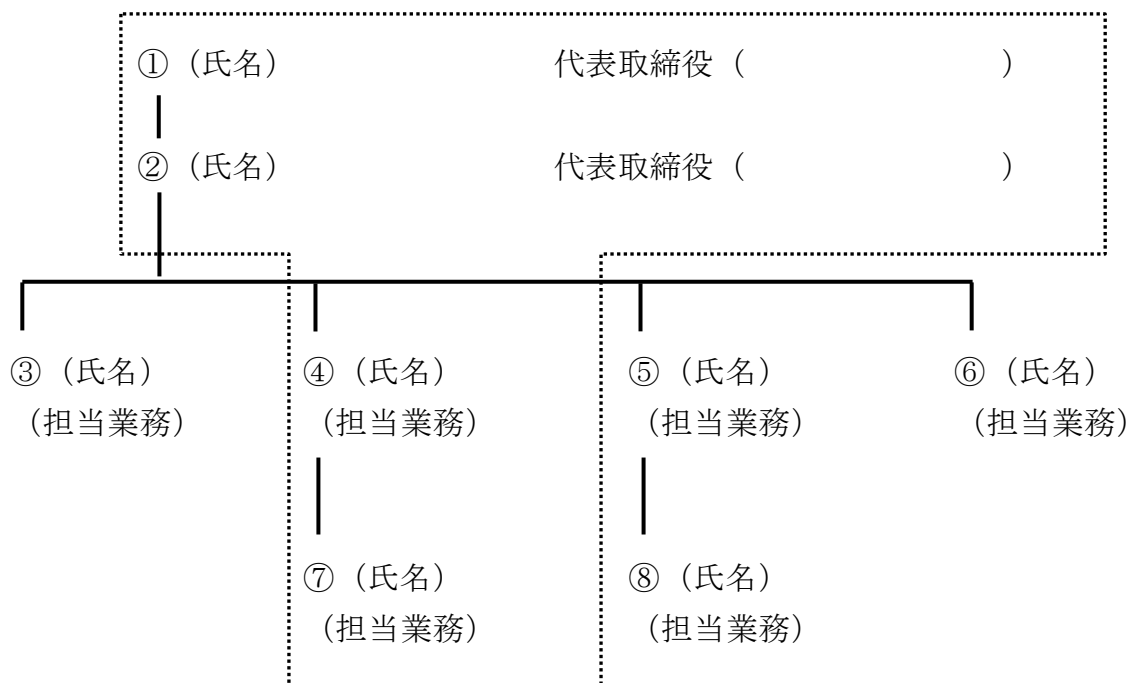 ① (氏名) 代表取締役 ( )
② (氏名) 代表取締役 ( )
③ (氏名) ④ (氏名) ⑤ (氏名) ⑥ (氏名)
(担当業務) (担当業務) (担当業務) (担当業務)
⑦ (氏名) ⑧ (氏名)
(担当業務) (担当業務)